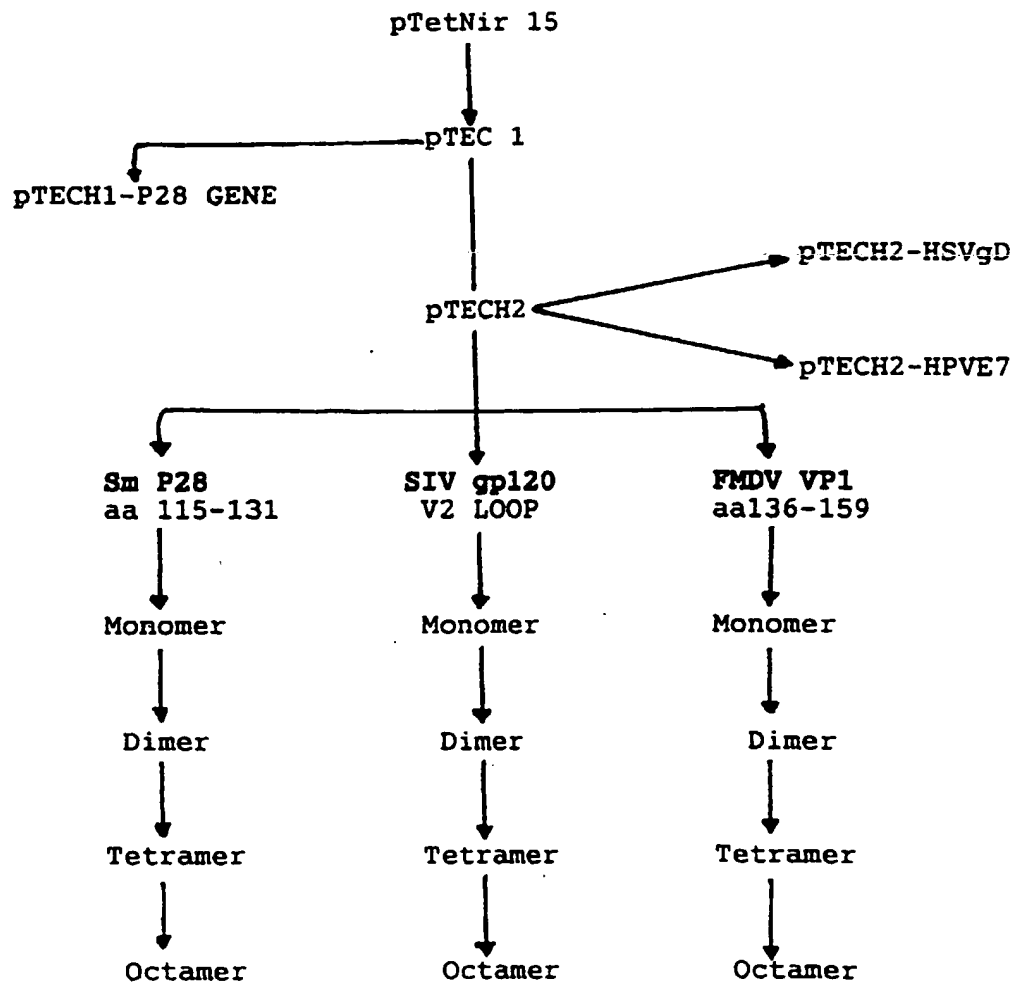 pTetNir 15
pTEC 1
pTECH1-P28 GENE
pTECH2-HSVgD
pTECH2
pTECH2-HPVE7
Sm P28
aa 115-131
SIV gp120
V2 LOOP
FMDV VP1
aa136-159
Monomer
Monomer
Monomer
Dimer
Dimer
Dimer
Tetramer
Tetramer
Tetramer
Octamer
Octamer
Octamer